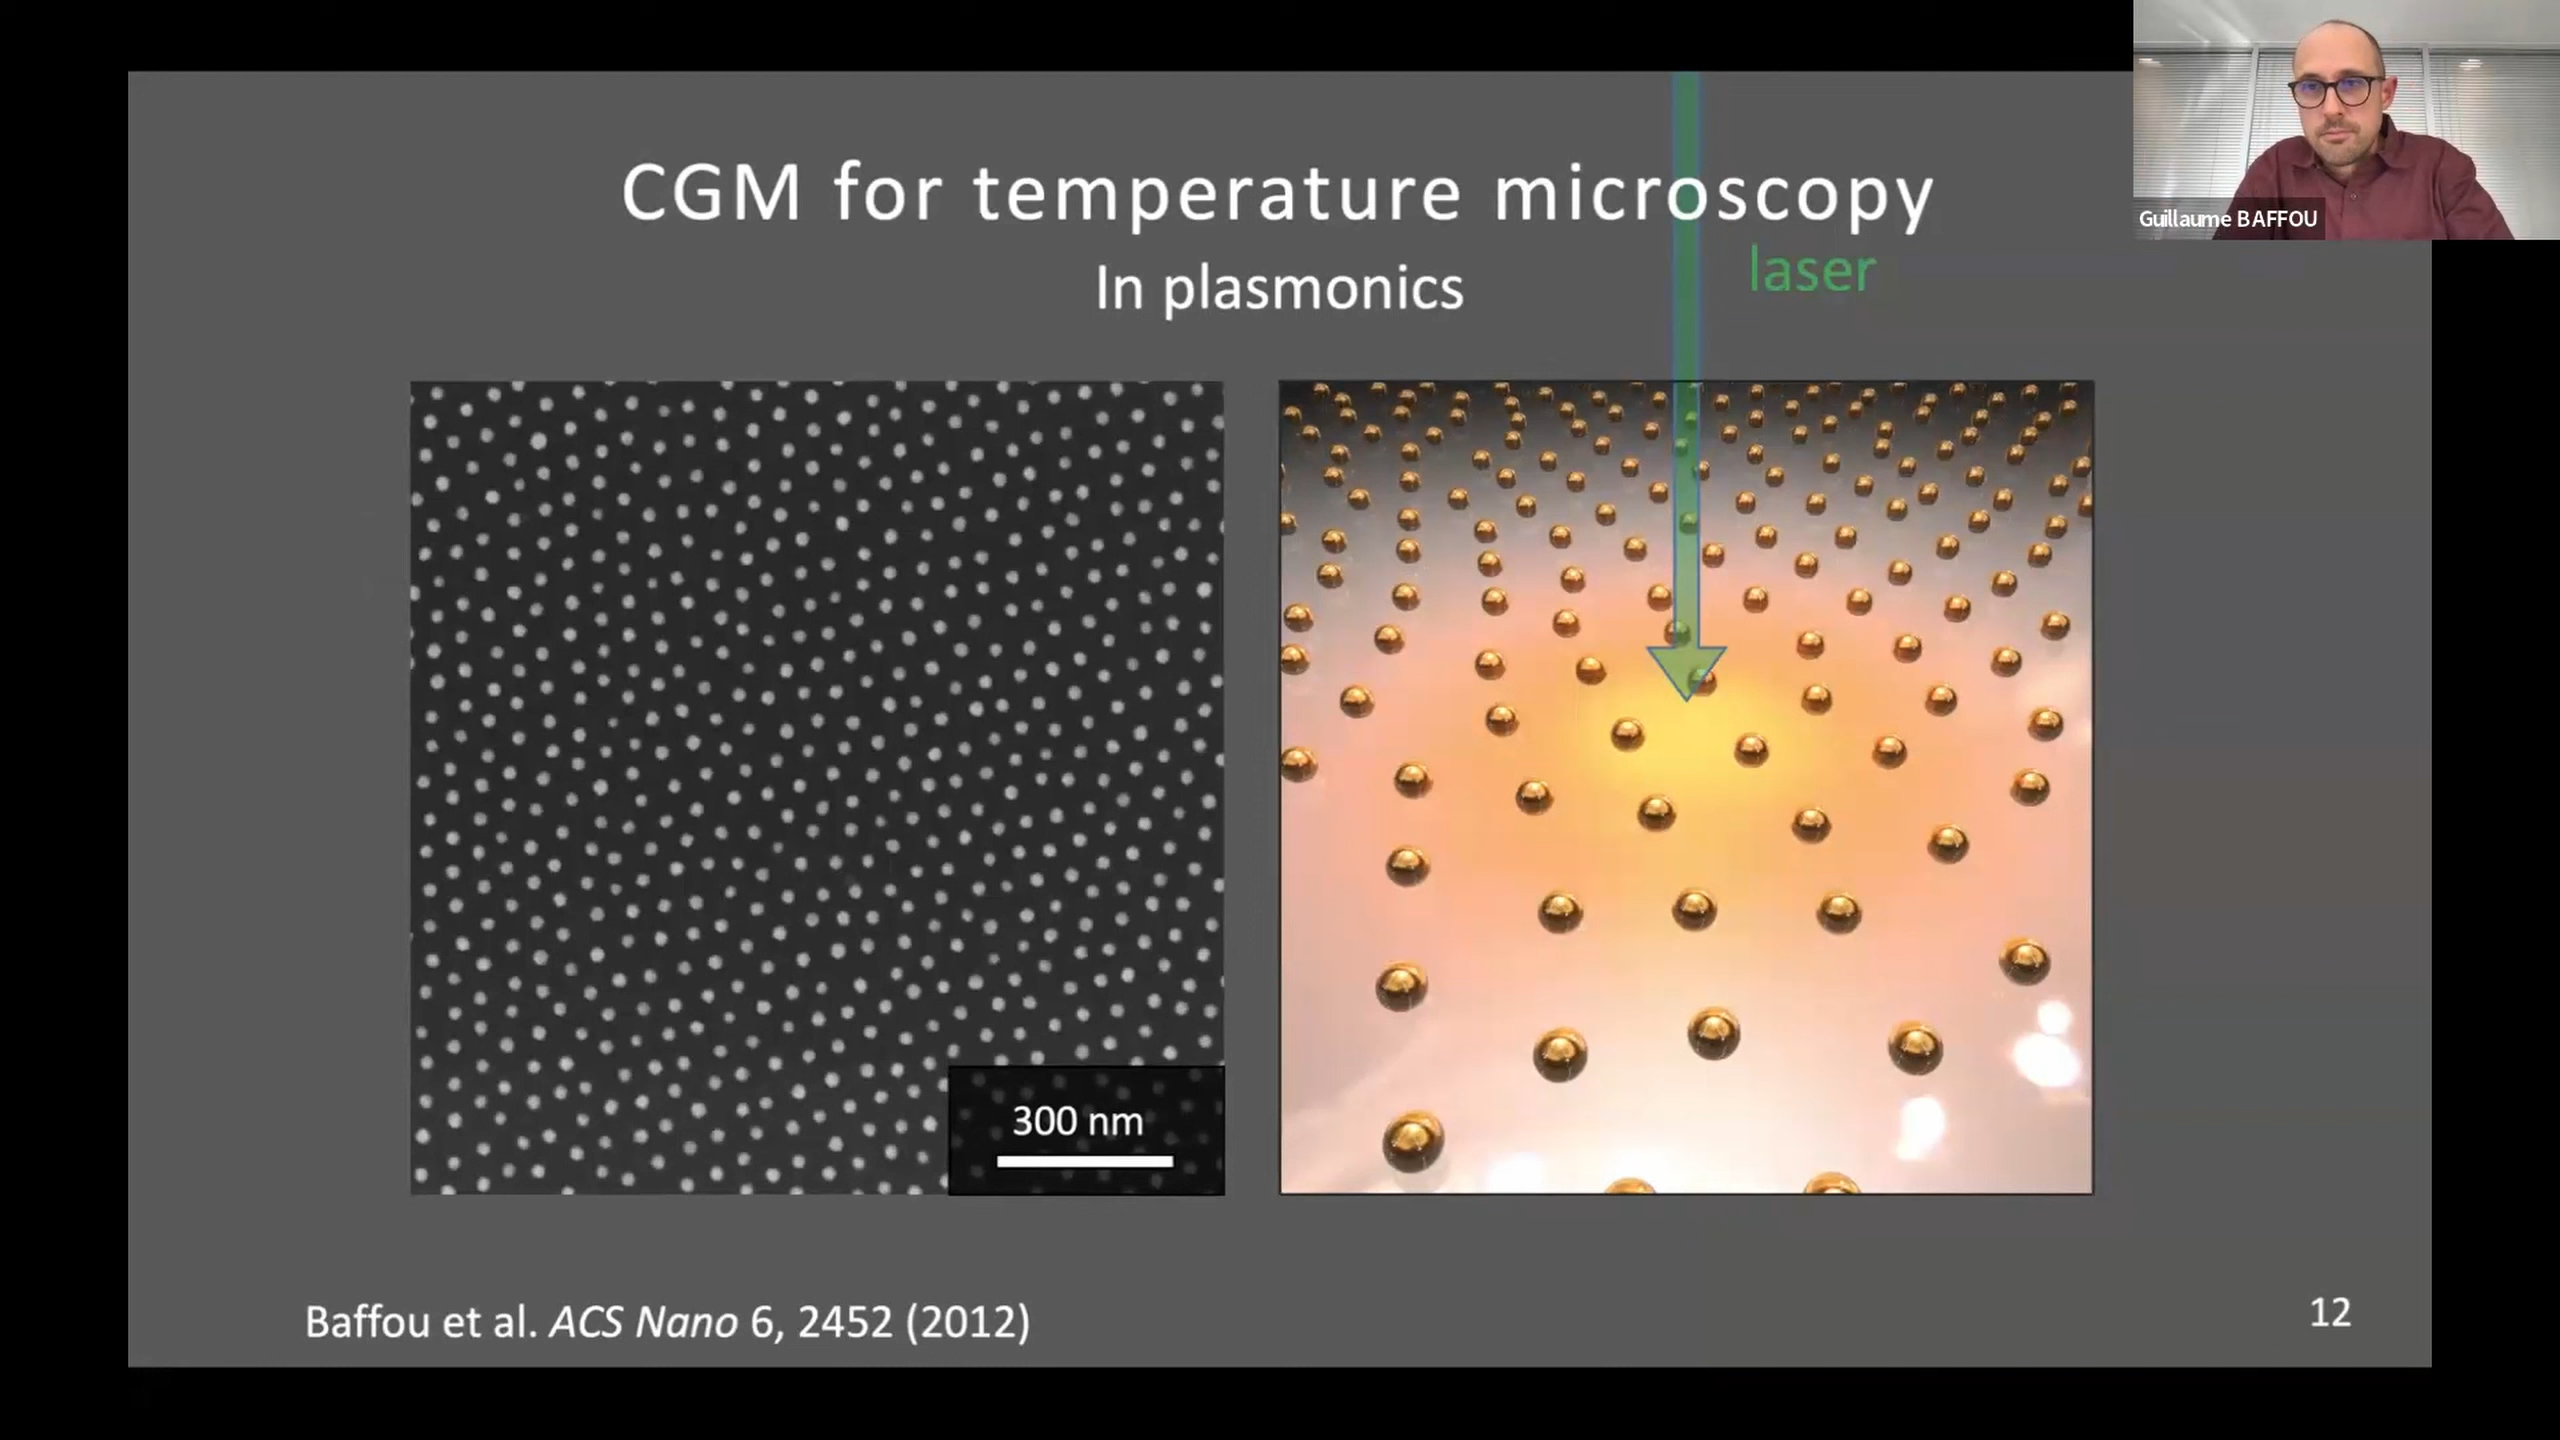 CGM for temperature microscopy
In plasmonics
laser
Guillaume BAFFOU
300 nm
Baffou et al. ACS Nano 6, 2452 (2012)
12